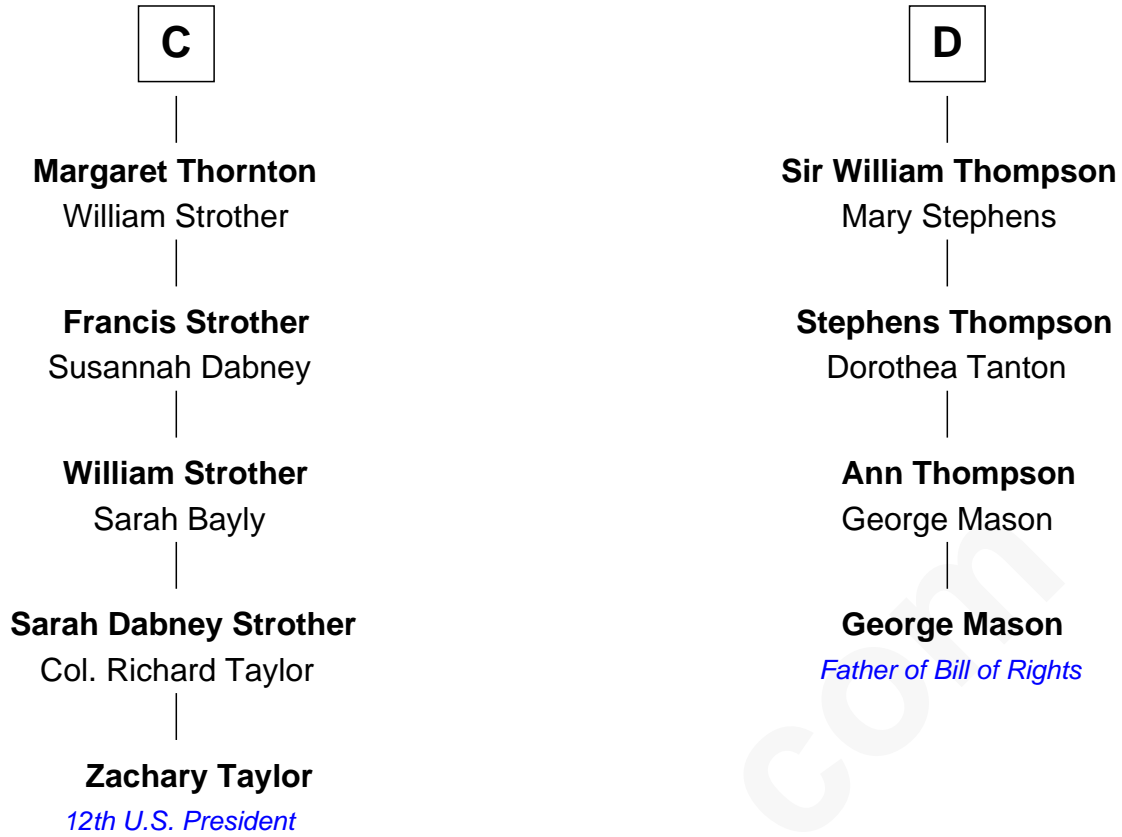 C
Margaret Thornton
William Strother
Francis Strother
Susannah Dabney
William Strother
Sarah Bayly
Sarah Dabney Strother
Col. Richard Taylor
Zachary Taylor
12th U.S. President
D
Sir William Thompson
Mary Stephens
Stephens Thompson
Dorothea Tanton
Ann Thompson
George Mason
George Mason
Father of Bill of Rights
com